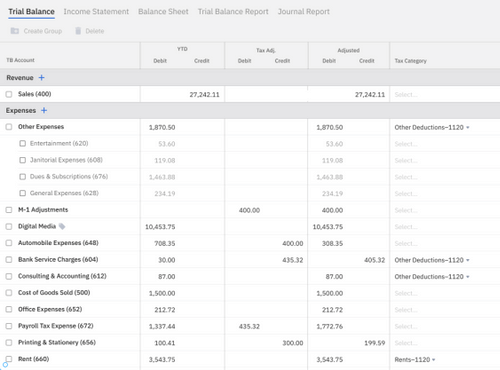 Trial Balance Income Statement Balance Sheet Trial Balance Report Journal Report
Create Group Delete
YTD Tax Adj. Adjusted
TB Account Debit Credit Debit Credit Debit Credit Tax Category
Revenue +
Sales (400) 27,242.11 27,242.11 Select...
Expenses +
Other Expenses 1,870.50 1,870.50 Other Deductions–1120
Entertainment (620) 53.60 53.60 Select...
Janitorial Expenses (608) 119.08 119.08 Select...
Dues & Subscriptions (676) 1,463.88 1,463.88 Select...
General Expenses (628) 234.19 234.19 Select...
M-1 Adjustments 400.00 400.00 Select...
Digital Media 10,453.75 10,453.75 Select...
Automobile Expenses (648) 708.35 400.00 308.35 Select...
Bank Service Charges (604) 30.00 435.32 405.32 Other Deductions–1120
Consulting & Accounting (612) 87.00 87.00 Other Deductions–1120
Cost of Goods Sold (500) 1,500.00 1,500.00 Select...
Office Expenses (652) 212.72 212.72 Select...
Payroll Tax Expense (672) 1,337.44 435.32 1,772.76 Select...
Printing & Stationery (656) 100.41 300.00 199.59 Select...
Rent (660) 3,543.75 3,543.75 Rents–1120